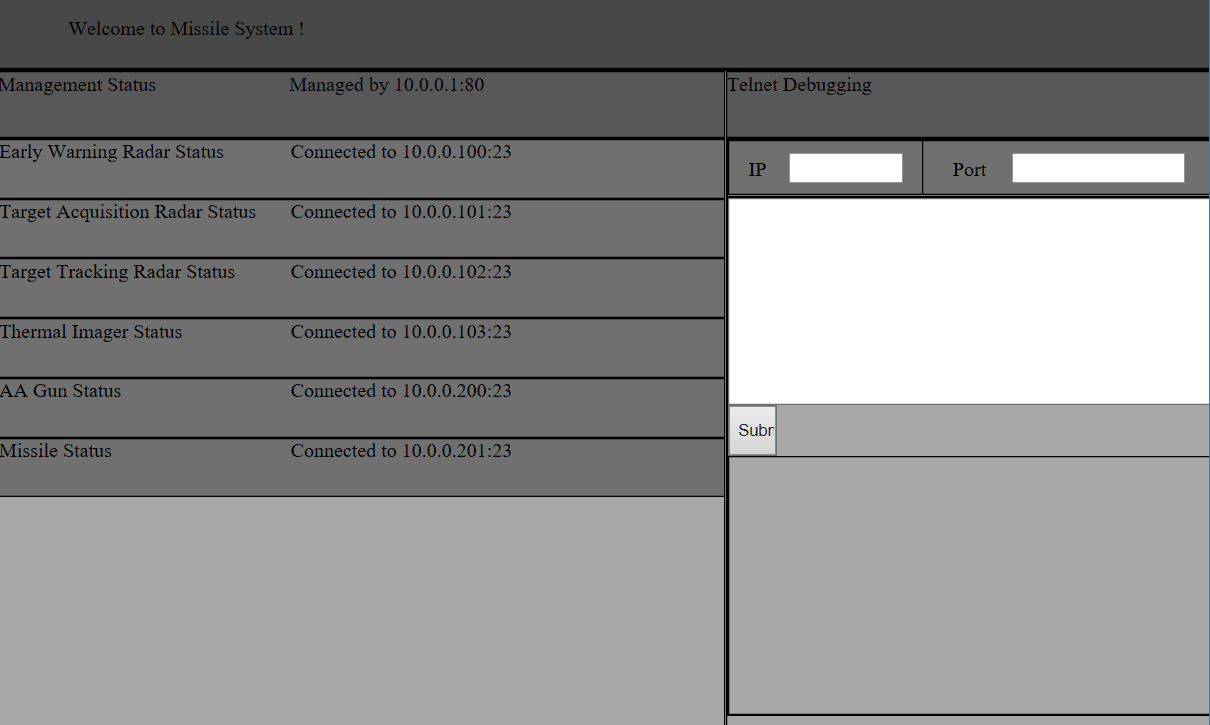 Welcome to Missile System !
Management Status Managed by 10.0.0.1:80
Early Warning Radar Status Connected to 10.0.0.100:23
Target Acquisition Radar Status Connected to 10.0.0.101:23
Target Tracking Radar Status Connected to 10.0.0.102:23
Thermal Imager Status Connected to 10.0.0.103:23
AA Gun Status Connected to 10.0.0.200:23
Missile Status Connected to 10.0.0.201:23
Telnet Debugging
IP Port
Subr